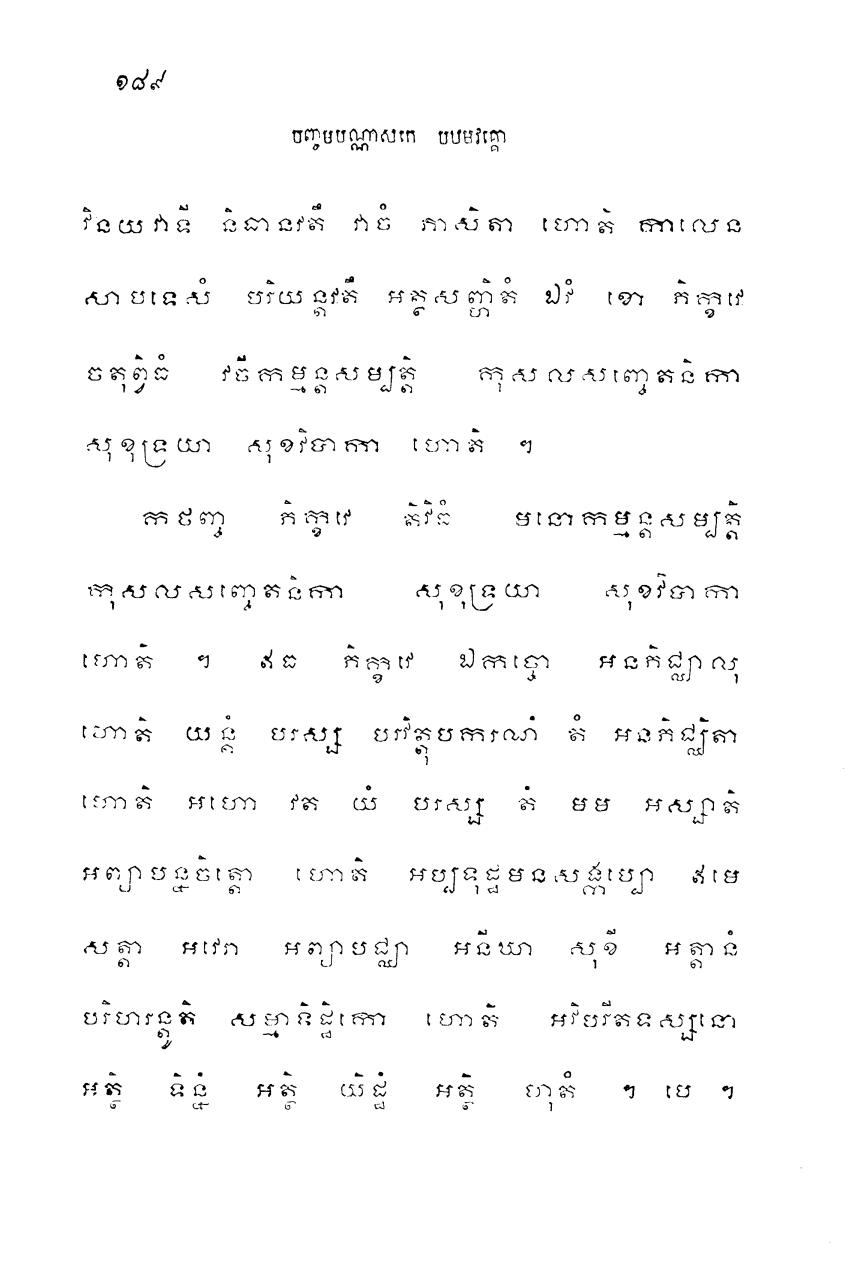 ១៨៩
បញ្ចមបណ្ណាសកេ បឋមវគ្គោ
វិនយវាទី និធានវតឹ វាចំ ភាសិតា ហោតិ កាលេន
សាបទេសំ បរិយន្តវតឹ អត្ថសញ្ហិតំ ឯវំ ខោ ភិក្ខវេ
ចតុព្វិធំ វចីកម្មន្តសម្បត្តិ កុសលសញ្ចេតនិកា
សុខុទ្រយា សុខវិបាកា ហោតិ ។
កថញ្ច ភិក្ខវេ តិវិធំ មនោកម្មន្តសម្បត្តិ
កុសលសញ្ចេតនិកា សុខុទ្រយា សុខវិបាកា
ហោតិ ។ ឥធ ភិក្ខវេ ឯកច្ចោ អនភិជ្ឈាលុ
ហោតិ យន្តំ បរស្ស បរវិត្តុបករណំ តំ អនភិជ្ឈិតា
ហោតិ អហោ វត យំ បរស្ស តំ មម អស្សាតិ
អព្យាបន្នចិត្តោ ហោតិ អប្បទុដ្ឋមនសង្កប្បោ ឥមេ
សត្តា អវេរា អព្យាបជ្ឈា អនីឃា សុខី អត្តានំ
បរិហរន្តូតិ សម្មាទិដ្ឋិកោ ហោតិ អវិបរីតទស្សនោ
អត្ថិ ទិន្នំ អត្ថិ យិដ្ឋំ អត្ថិ ហុតំ ។ បេ ។